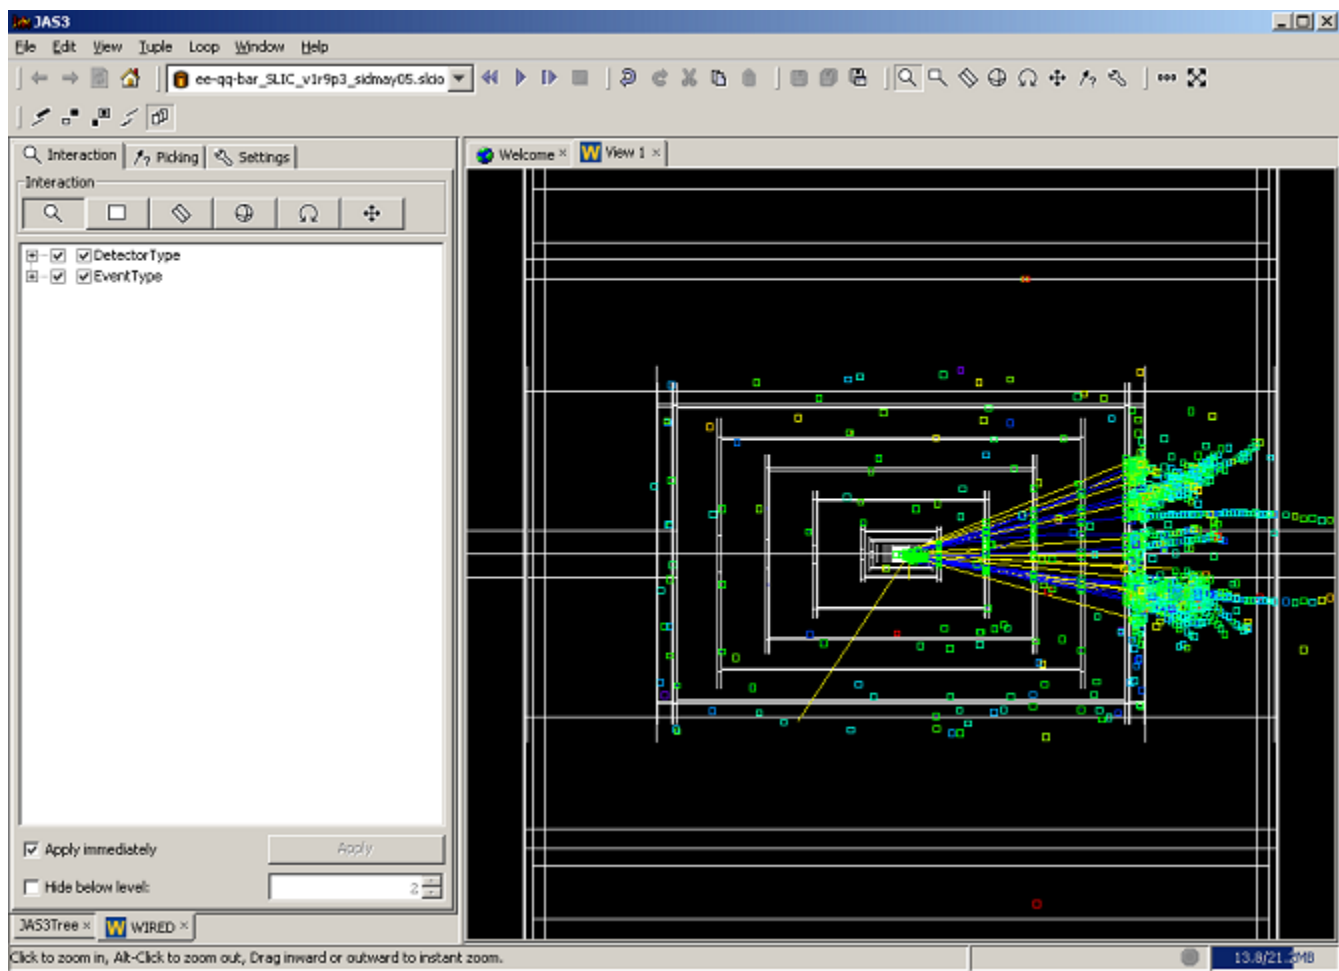 JAS3
File Edit View Tuple Loop Window Help
ee-qq-bar_SLIC_v1r9p3_sidmay05.slcio
Interaction Picking Settings
Welcome View 1
Interaction
DetectorType
EventType
Apply immediately Apply
Hide below level: 2
JAS3Tree WIRED
Click to zoom in, Alt-Click to zoom out, Drag inward or outward to instant zoom. 13.8/21.2MB